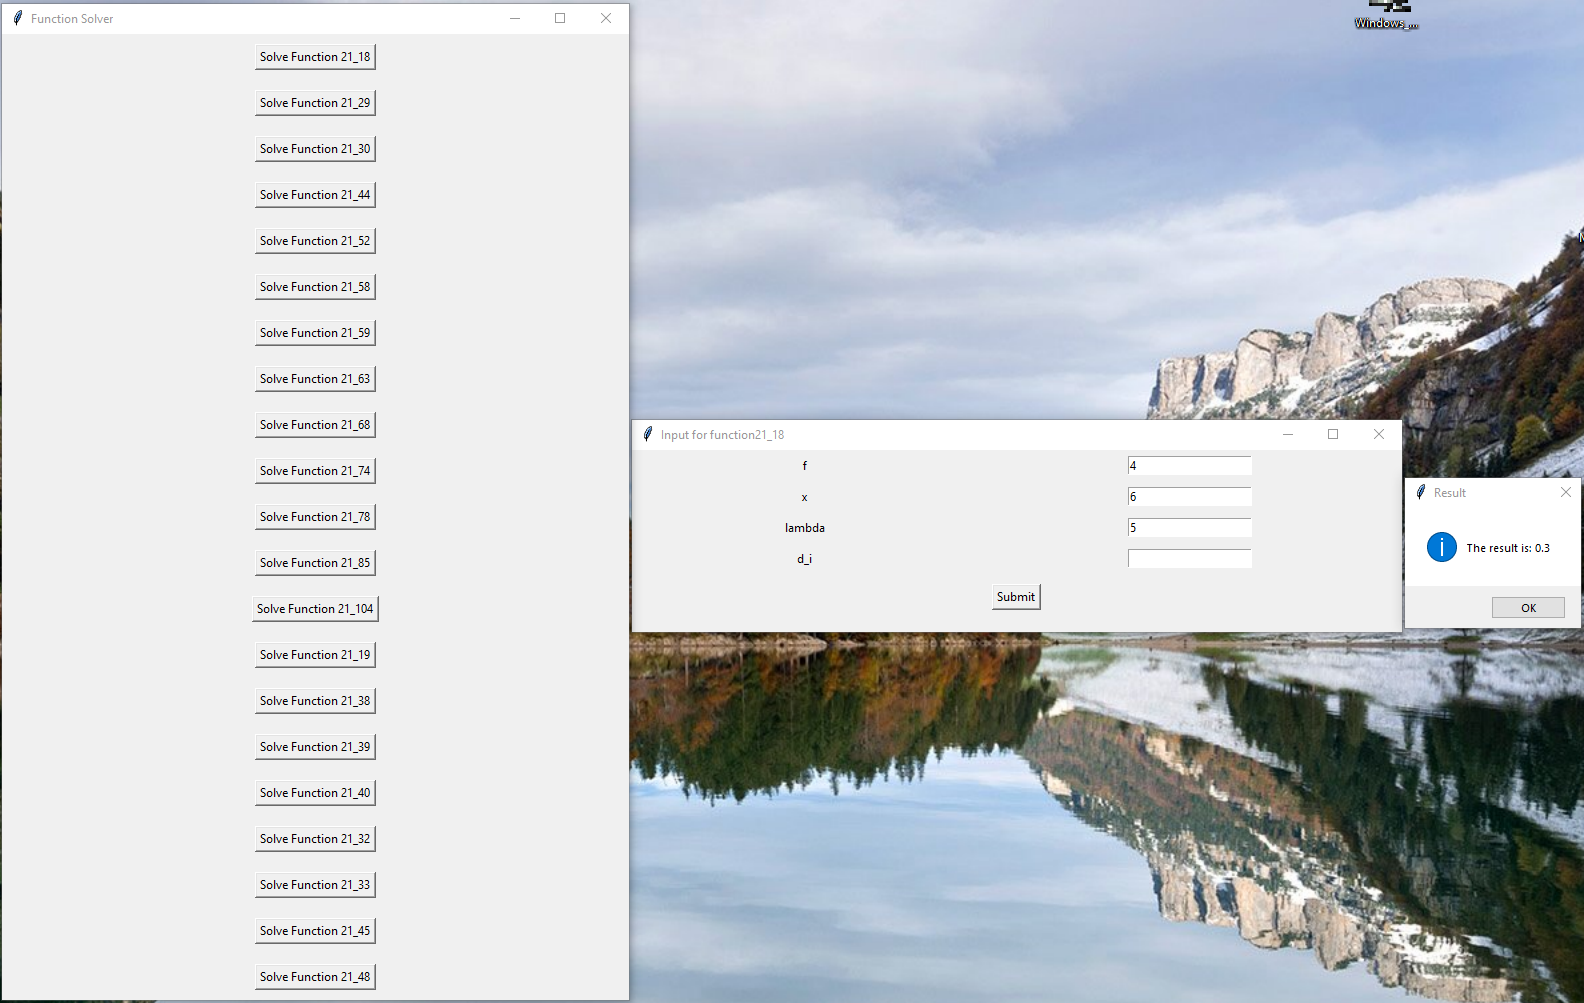 Function Solver
Solve Function 21_18
Solve Function 21_29
Solve Function 21_30
Solve Function 21_44
Solve Function 21_52
Solve Function 21_58
Solve Function 21_59
Solve Function 21_63
Solve Function 21_68
Solve Function 21_74
Solve Function 21_78
Solve Function 21_85
Solve Function 21_104
Solve Function 21_19
Solve Function 21_38
Solve Function 21_39
Solve Function 21_40
Solve Function 21_32
Solve Function 21_33
Solve Function 21_45
Solve Function 21_48
Windows_...
Input for function21_18
f 4
x 6
lambda 5
d_i
Submit
Result
The result is: 0.3
OK